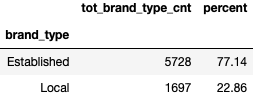 tot_brand_type_cnt percent
brand_type
Established 5728 77.14
Local 1697 22.86